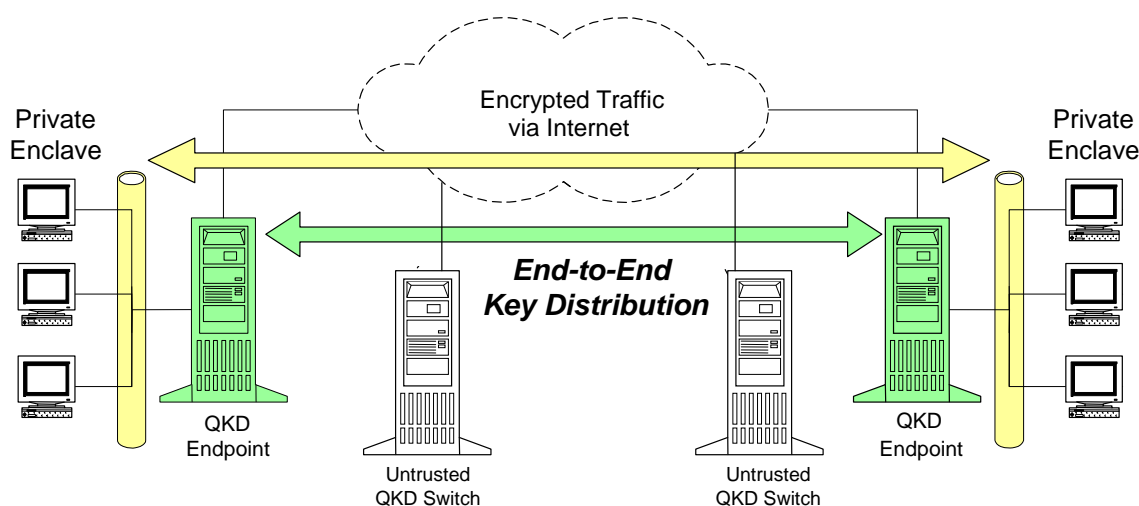 Encrypted Traffic
via Internet
Private
Enclave
Private
Enclave
End-to-End
Key Distribution
QKD
Endpoint
QKD
Endpoint
Untrusted
QKD Switch
Untrusted
QKD Switch